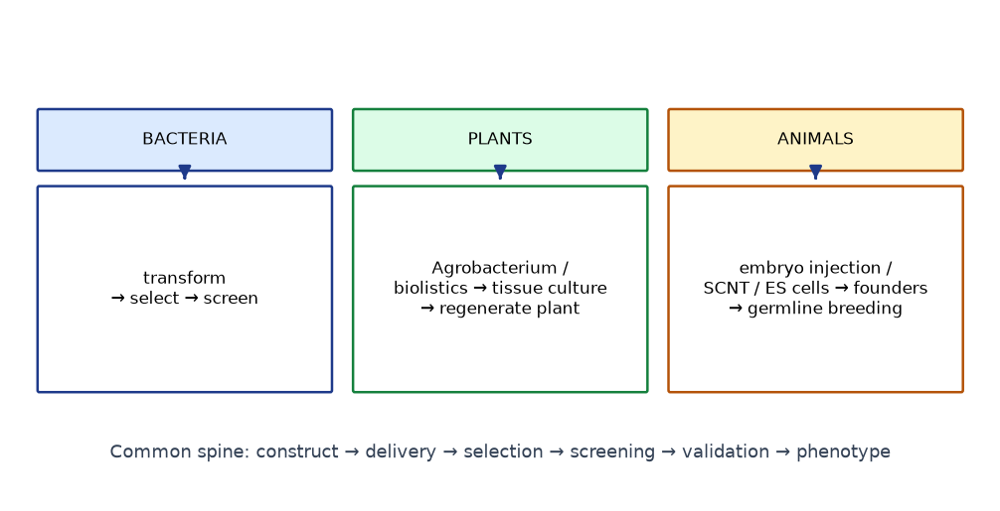 BACTERIA
PLANTS
ANIMALS
transform
→ select → screen
Agrobacterium /
biolistics → tissue culture
→ regenerate plant
embryo injection /
SCNT / ES cells → founders
→ germline breeding
Common spine: construct → delivery → selection → screening → validation → phenotype